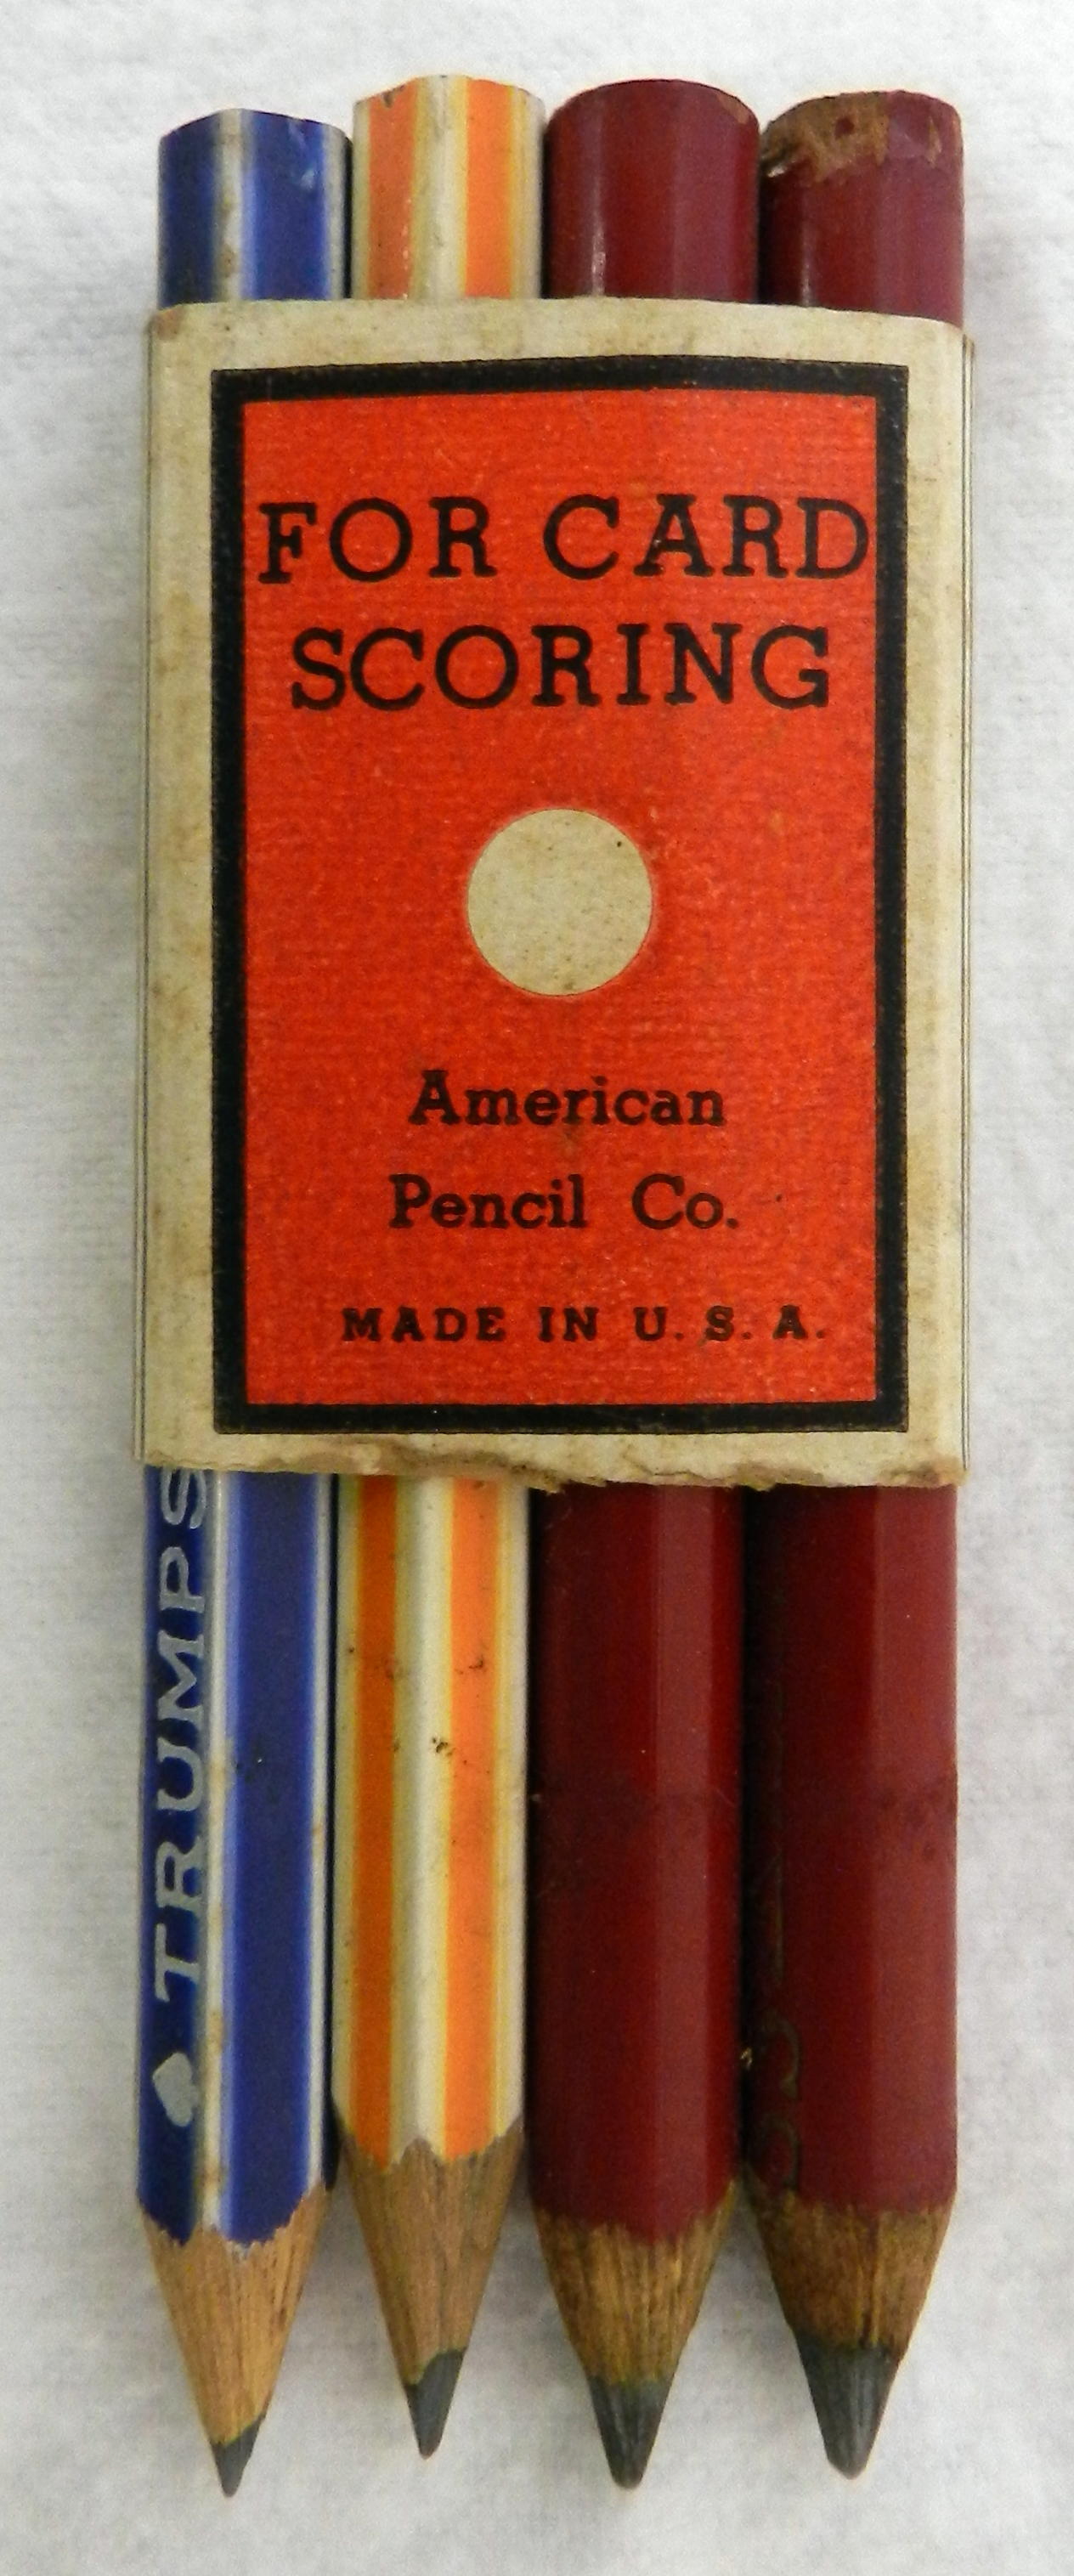 FOR CARD
SCORING
American
Pencil Co.
MADE IN U. S. A.
TRUMPS